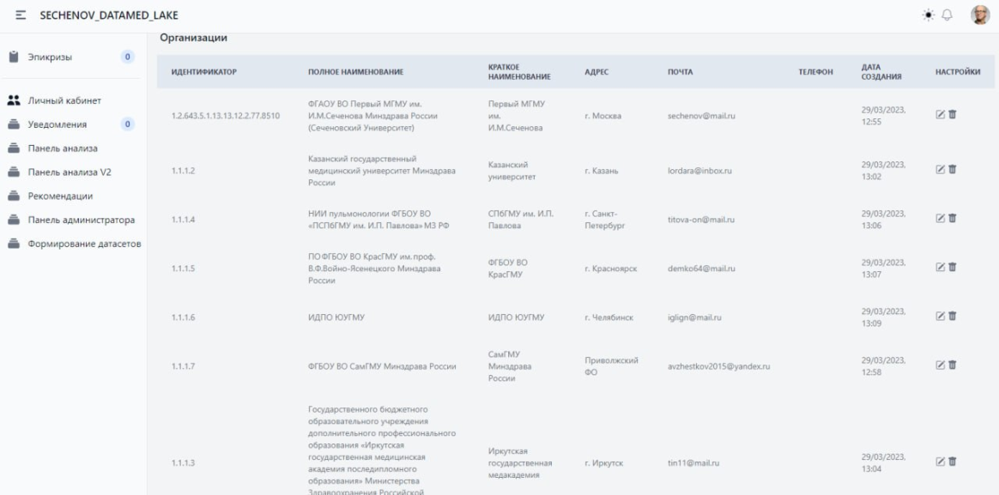 SECHENOV_DATAMED_LAKE
Эпикризы 0
Личный кабинет
Уведомления 0
Панель анализа
Панель анализа V2
Рекомендации
Панель администратора
Формирование датасетов
Организации
ИДЕНТИФИКАТОР ПОЛНОЕ НАИМЕНОВАНИЕ КРАТКОЕ НАИМЕНОВАНИЕ АДРЕС ПОЧТА ТЕЛЕФОН ДАТА СОЗДАНИЯ НАСТРОЙКИ
1.2.643.5.1.13.13.12.2.77.8510
ФГАОУ ВО Первый МГМУ им.
И.М.Сеченова Минздрава России
(Сеченовский Университет)
Первый МГМУ
им.
И.М.Сеченова
г. Москва
sechenov@mail.ru
29/03/2023,
12:55
1.1.1.2
Казанский государственный
медицинский университет Минздрава
России
Казанский
университет
г. Казань
lordara@inbox.ru
29/03/2023,
13:02
1.1.1.4
НИИ пульмонологии ФГБОУ ВО
«ПСПбГМУ им. И.П. Павлова» МЗ РФ
СПбГМУ им. И.П.
Павлова
г. Санкт-
Петербург
titova-on@mail.ru
29/03/2023,
13:06
1.1.1.5
ПО ФГБОУ ВО КрасГМУ им. проф.
В.Ф.Войно-Ясенецкого Минздрава
России
ФГБОУ ВО
КрасГМУ
г. Красноярск
demko64@mail.ru
29/03/2023,
13:07
1.1.1.6
ИДПО ЮУГМУ
ИДПО ЮУГМУ
г. Челябинск
iglign@mail.ru
29/03/2023,
13:09
1.1.1.7
ФГБОУ ВО СамГМУ Минздрава России
СамГМУ
Минздрава
России
Приволжский
ФО
avzhestkov2015@yandex.ru
29/03/2023,
12:58
1.1.1.3
Государственного бюджетного
образовательного учреждения
дополнительного профессионального
образования «Иркутская
государственная медицинская
академия последипломного
образования» Министерства
Здравоохранения Российской
Иркутская
государственная
медакадемия
г. Иркутск
tin11@mail.ru
29/03/2023,
13:04